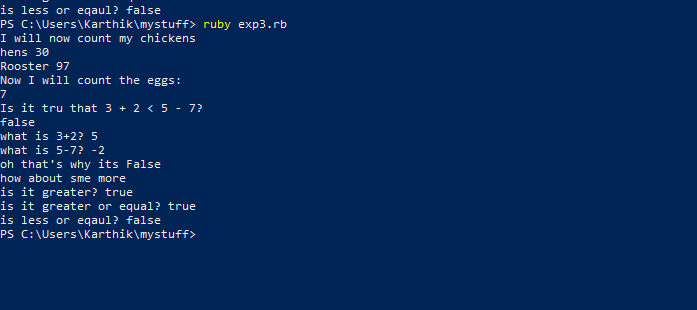 is less or eqaul? false
PS C:\Users\Karthik\mystuff> ruby exp3.rb
I will now count my chickens
hens 30
Rooster 97
Now I will count the eggs:
7
Is it tru that 3 + 2 < 5 - 7?
false
what is 3+2? 5
what is 5-7? -2
oh that's why its False
how about sme more
is it greater? true
is it greater or equal? true
is less or eqaul? false
PS C:\Users\Karthik\mystuff>